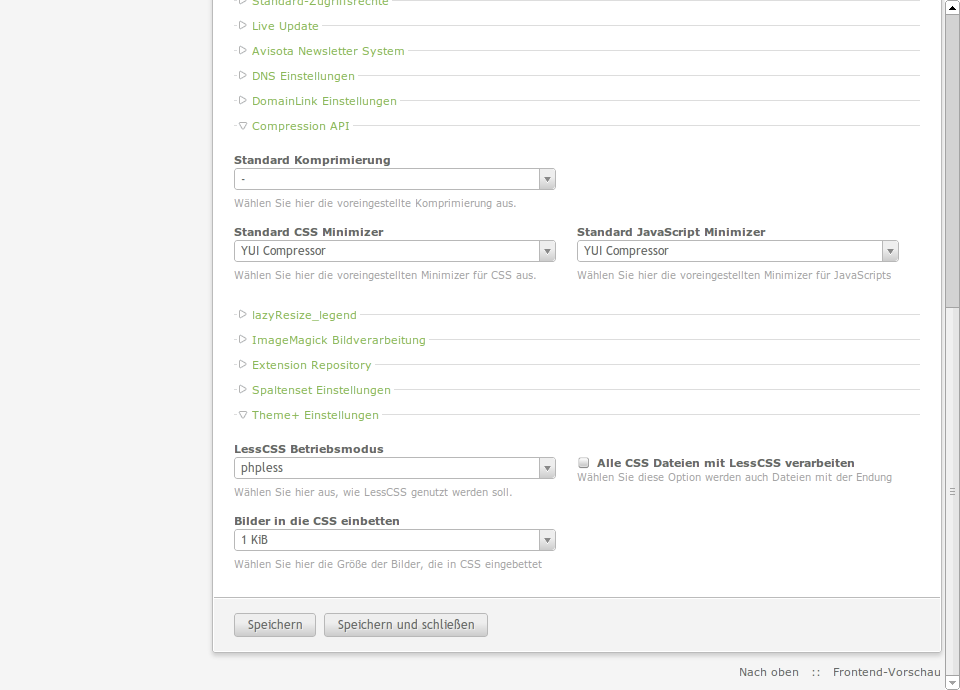 Standard-Zugriffsrechte
Live Update
Avisota Newsletter System
DNS Einstellungen
DomainLink Einstellungen
Compression API
Standard Komprimierung
-
Wählen Sie hier die voreingestellte Komprimierung aus.
Standard CSS Minimizer
YUI Compressor
Wählen Sie hier die voreingestellten Minimizer für CSS aus.
Standard JavaScript Minimizer
YUI Compressor
Wählen Sie hier die voreingestellten Minimizer für JavaScripts
lazyResize_legend
ImageMagick Bildverarbeitung
Extension Repository
Spaltenset Einstellungen
Theme+ Einstellungen
LessCSS Betriebsmodus
phpless
Wählen Sie hier aus, wie LessCSS genutzt werden soll.
Alle CSS Dateien mit LessCSS verarbeiten
Wählen Sie diese Option werden auch Dateien mit der Endung
Bilder in die CSS einbetten
1 KiB
Wählen Sie hier die Größe der Bilder, die in CSS eingebettet
Speichern Speichern und schließen
Nach oben :: Frontend-Vorschau